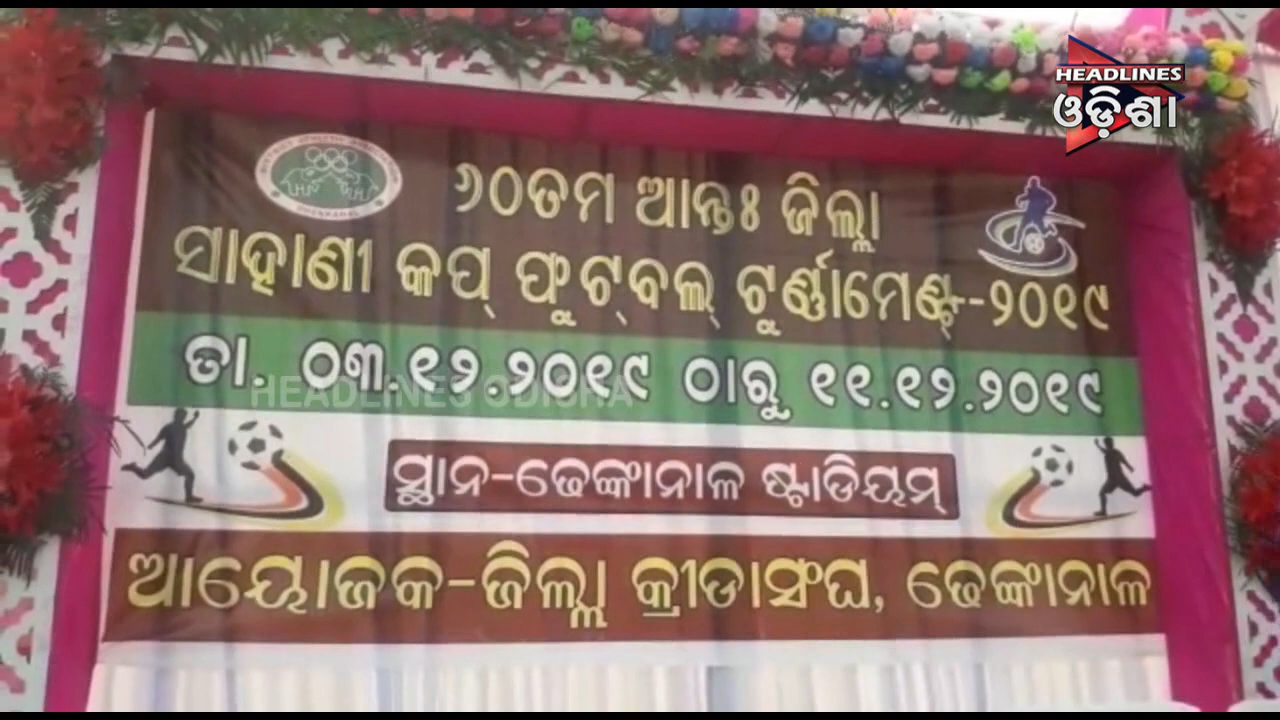 HEADLINES
ଓଡ଼ିଶା
୬୦ତମ ଆନ୍ତଃ ଜିଲ୍ଲା
ସାହାଣୀ କପ୍ ଫୁଟ୍‌ବଲ୍ ଟୁର୍ଣ୍ଣାମେଣ୍ଟ--୨୦୧୯
ତା. ୦୩.୧୨.୨୦୧୯ ଠାରୁ ୧୧.୧୨.୨୦୧୯
HEADLINES ODISHA
ସ୍ଥାନ-ଢେଙ୍କାନାଳ ଷ୍ଟାଡିୟମ୍
ଆୟୋଜକ-ଜିଲ୍ଲା କ୍ରୀଡାସଂଘ, ଢେଙ୍କାନାଳ